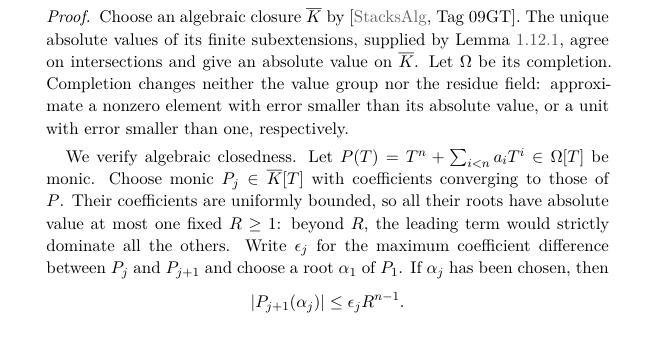 Proof. Choose an algebraic closure K̅ by [StacksAlg, Tag 09GT]. The unique
absolute values of its finite subextensions, supplied by Lemma 1.12.1, agree
on intersections and give an absolute value on K̅. Let Ω be its completion.
Completion changes neither the value group nor the residue field: approxi-
mate a nonzero element with error smaller than its absolute value, or a unit
with error smaller than one, respectively.
We verify algebraic closedness. Let P(T) = Tⁿ + ∑_{i<n} a_i T^i ∈ Ω[T] be
monic. Choose monic P_j ∈ K̅[T] with coefficients converging to those of
P. Their coefficients are uniformly bounded, so all their roots have absolute
value at most one fixed R ≥ 1: beyond R, the leading term would strictly
dominate all the others. Write ϵ_j for the maximum coefficient difference
between P_j and P_{j+1} and choose a root α_1 of P_1. If α_j has been chosen, then
|P_{j+1}(α_j)| ≤ ϵ_j R^{n−1}.